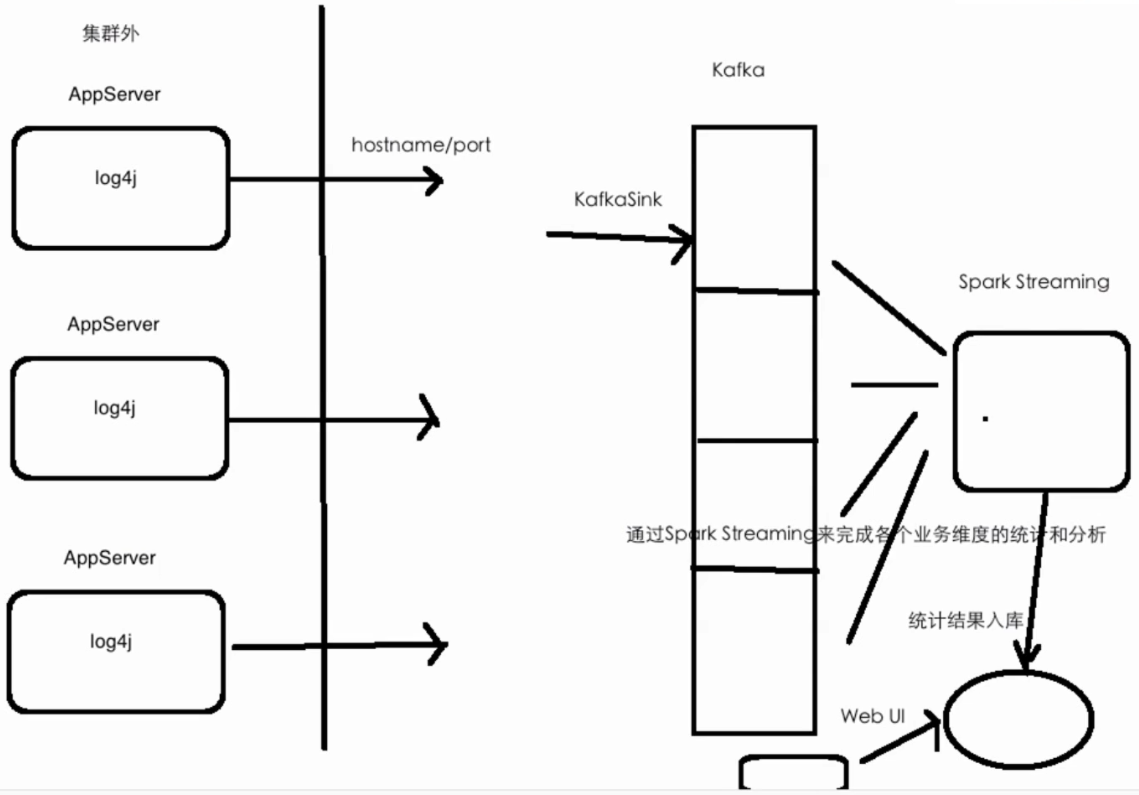 集群外
AppServer
log4j
hostname/port
AppServer
log4j
AppServer
log4j
Kafka
KafkaSink
Spark Streaming
通过Spark Streaming来完成各个业务维度的统计和分析
统计结果入库
Web UI